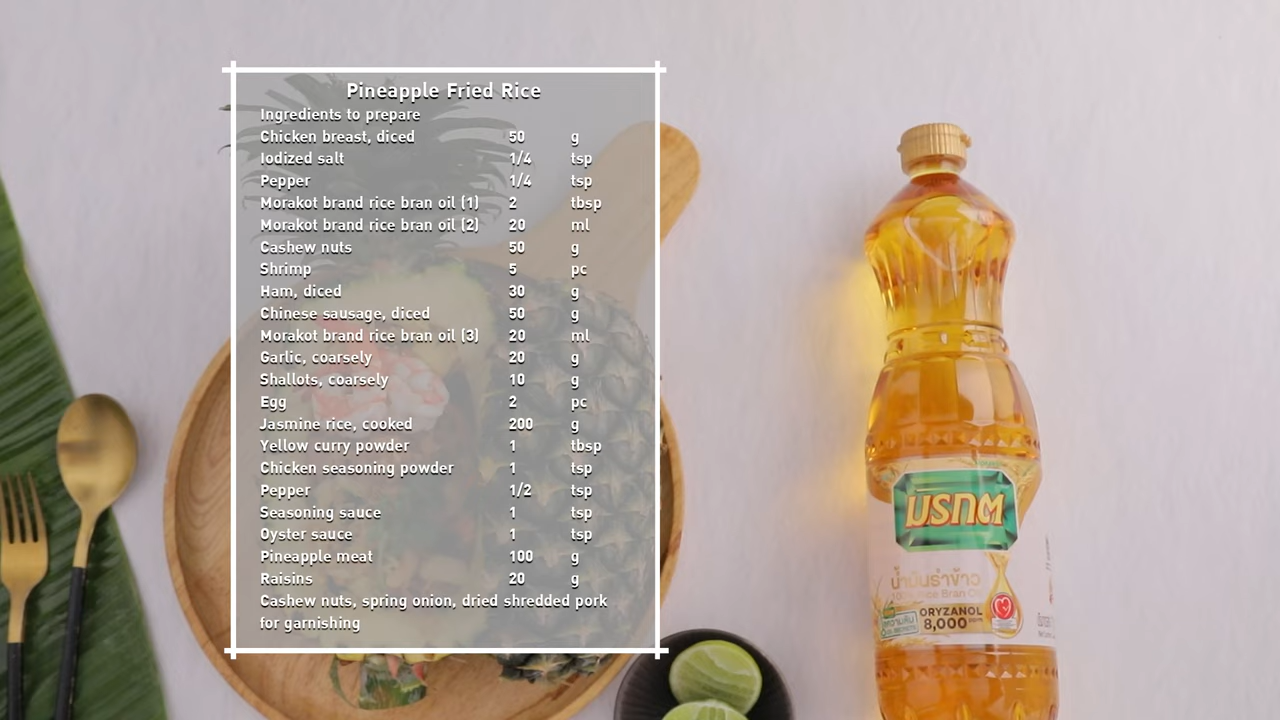 Pineapple Fried Rice
Ingredients to prepare
Chicken breast, diced 50 g
Iodized salt 1/4 tsp
Pepper 1/4 tsp
Morakot brand rice bran oil (1) 2 tbsp
Morakot brand rice bran oil (2) 20 ml
Cashew nuts 50 g
Shrimp 5 pc
Ham, diced 30 g
Chinese sausage, diced 50 g
Morakot brand rice bran oil (3) 20 ml
Garlic, coarsely 20 g
Shallots, coarsely 10 g
Egg 2 pc
Jasmine rice, cooked 200 g
Yellow curry powder 1 tbsp
Chicken seasoning powder 1 tsp
Pepper 1/2 tsp
Seasoning sauce 1 tsp
Oyster sauce 1 tsp
Pineapple meat 100 g
Raisins 20 g
Cashew nuts, spring onion, dried shredded pork
for garnishing
มรกต
น้ำมันรำข้าว
Rice Bran Oil
ORYZANOL
8,000